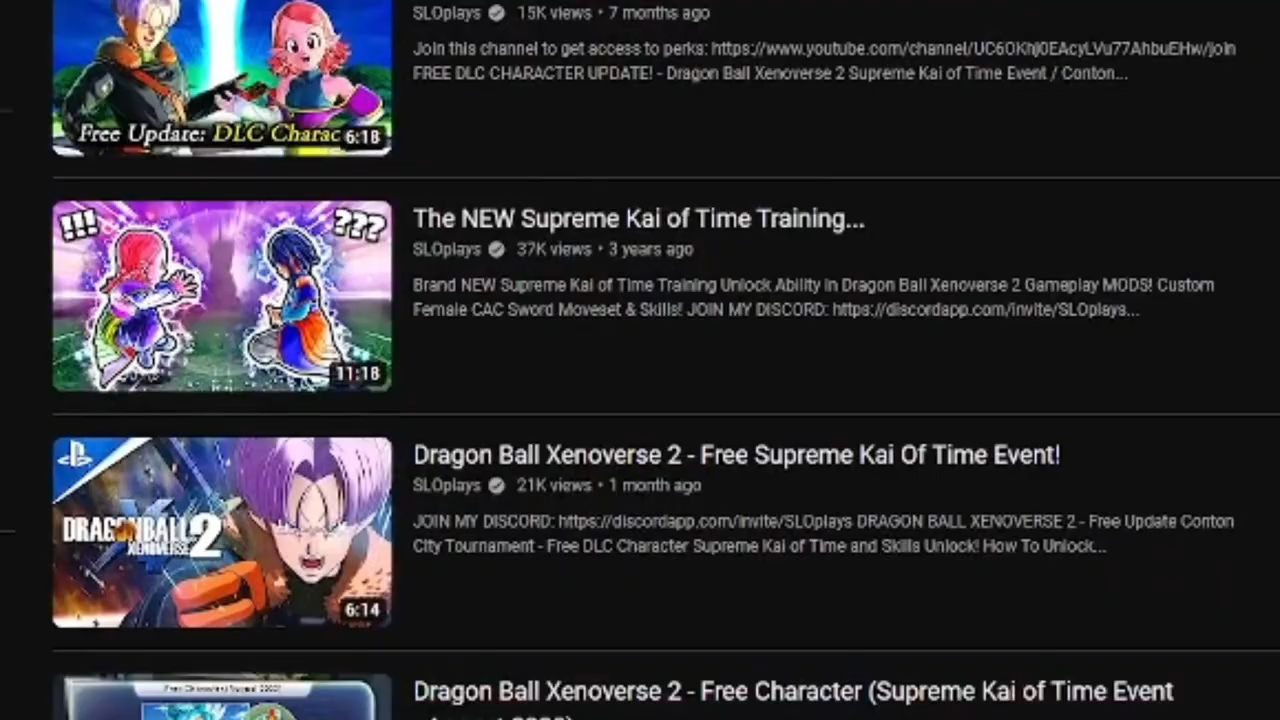 SLOplays 15K views • 7 months ago
Join this channel to get access to perks: https://www.youtube.com/channel/UC6OKhj0EAcyLVu77AhbuEHw/join
FREE DLC CHARACTER UPDATE! - Dragon Ball Xenoverse 2 Supreme Kai of Time Event / Conton...
Free Update: DLC Charac 6:18
!!! ???
The NEW Supreme Kai of Time Training...
SLOplays 37K views • 3 years ago
Brand NEW Supreme Kai of Time Training Unlock Ability in Dragon Ball Xenoverse 2 Gameplay MODS! Custom
Female CAC Sword Moveset & Skills! JOIN MY DISCORD: https://discordapp.com/invite/SLOplays...
11:18
Dragon Ball Xenoverse 2 - Free Supreme Kai Of Time Event!
SLOplays 21K views • 1 month ago
JOIN MY DISCORD: https://discordapp.com/invite/SLOplays DRAGON BALL XENOVERSE 2 - Free Update Conton
City Tournament - Free DLC Character Supreme Kai of Time and Skills Unlock! How To Unlock...
DRAGONBALL
XENOVERSE 2
6:14
Dragon Ball Xenoverse 2 - Free Character (Supreme Kai of Time Event